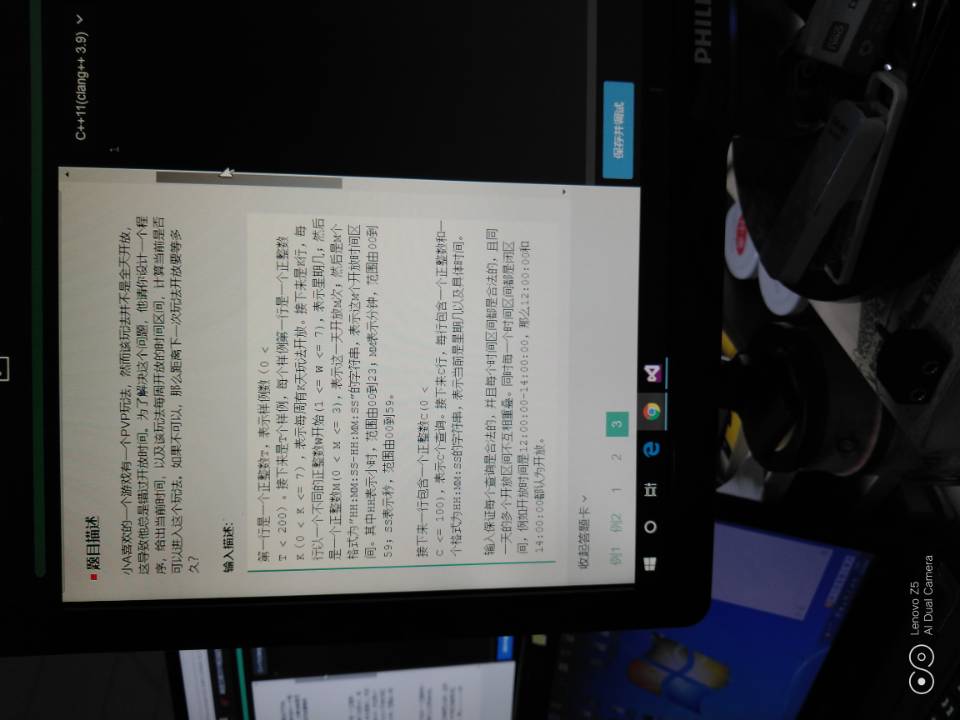 C++11(clang++ 3.9)
1
题目描述
小A喜欢的一个游戏有一个PVP玩法，然而该玩法并不是全天开放，
这导致他总是错过开放时间。为了解决这个问题，他请你设计一个程
序，给出当前时间，以及该玩法每周开放的时间区间，计算当前是否
可以进入这个玩法。如果不可以，那么距离下一次玩法开放要等多
久？
输入描述：
第一行是一个正整数T，表示样例数（0 <
T < 200）。接下来是T个样例，每个样例第一行是一个正整数
K（0 < K <= 7），表示每周有K天玩法开放。接下来是K行，每
行以一个不同的正整数W开始(1 <= W <= 7)，表示星期几；然后
是一个正整数M(0 < M <= 3)，表示这一天开放M次；然后是M个
格式为"HH:MM:SS-HH:MM:SS"的字符串，表示这M个开放时间区
间。其中HH表示小时，范围由00到23；MM表示分钟，范围由00到
59；SS表示秒，范围由00到59。
接下来一行包含一个正整数C(0 <
C <= 100)，表示C个查询。接下来C行，每行包含一个正整数和一
个格式为HH:MM:SS的字符串，表示当前是星期几以及具体时间。
输入保证每个查询是合法的，并且每个时间区间都是合法的，且同
一天的多个开放区间不互相重叠。同时每一个时间区间都是闭区
间，例如开放时间是12:00:00-14:00:00，那么12:00:00和
14:00:00都认为开放。
收起答题卡
例1 例2 1 2 3
保存并调试
PHIL
Lenovo Z5
AI Dual Camera